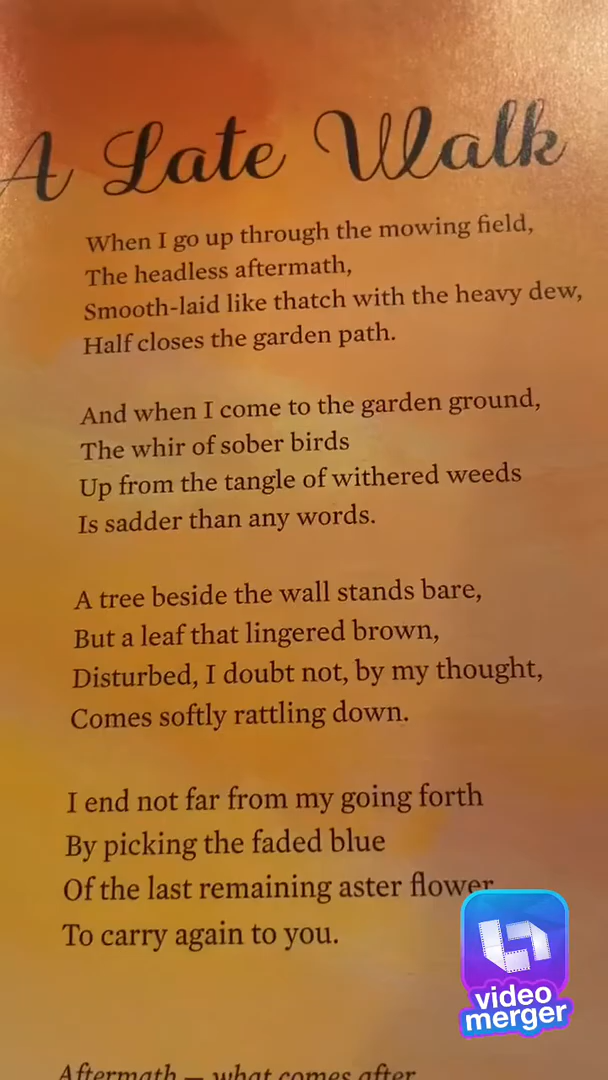 A Late Walk
When I go up through the mowing field,
The headless aftermath,
Smooth-laid like thatch with the heavy dew,
Half closes the garden path.
And when I come to the garden ground,
The whir of sober birds
Up from the tangle of withered weeds
Is sadder than any words.
A tree beside the wall stands bare,
But a leaf that lingered brown,
Disturbed, I doubt not, by my thought,
Comes softly rattling down.
I end not far from my going forth
By picking the faded blue
Of the last remaining aster flower
To carry again to you.
video
merger
Aftermath — what comes after